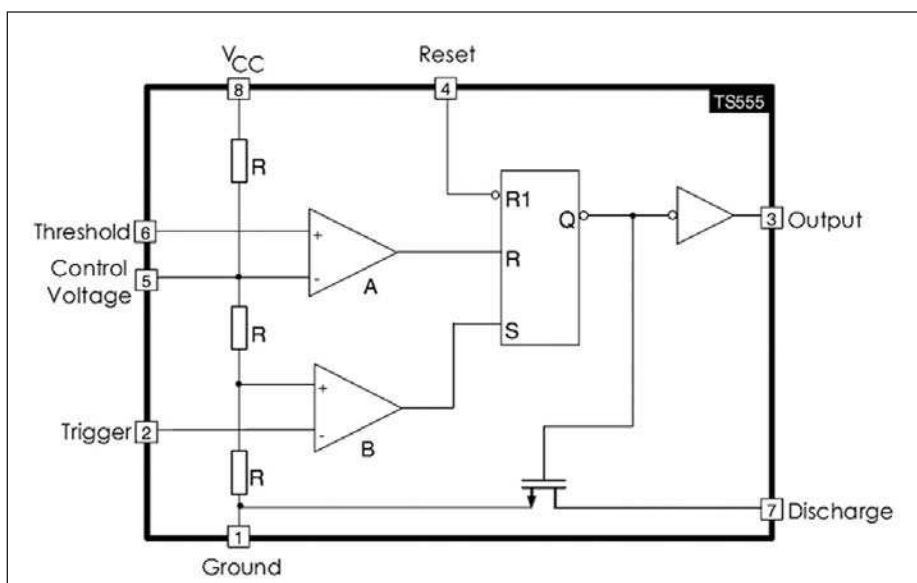 VCC
Reset
8
4
TS555
R
R1
Threshold
6
+
Q
3
Output
Control
Voltage
5
-
A
R
R
S
Trigger
2
+
-
B
R
7
Discharge
1
Ground